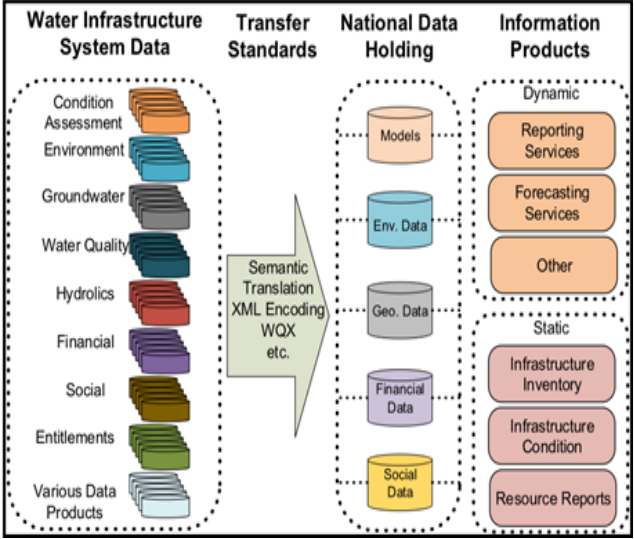 Water Infrastructure
System Data
Transfer
Standards
National Data
Holding
Information
Products
Condition
Assessment
Environment
Groundwater
Water Quality
Hydrolics
Financial
Social
Entitlements
Various Data
Products
Semantic
Translation
XML Encoding
WQX
etc.
Models
Env. Data
Geo. Data
Financial
Data
Social
Data
Dynamic
Reporting
Services
Forecasting
Services
Other
Static
Infrastructure
Inventory
Infrastructure
Condition
Resource Reports